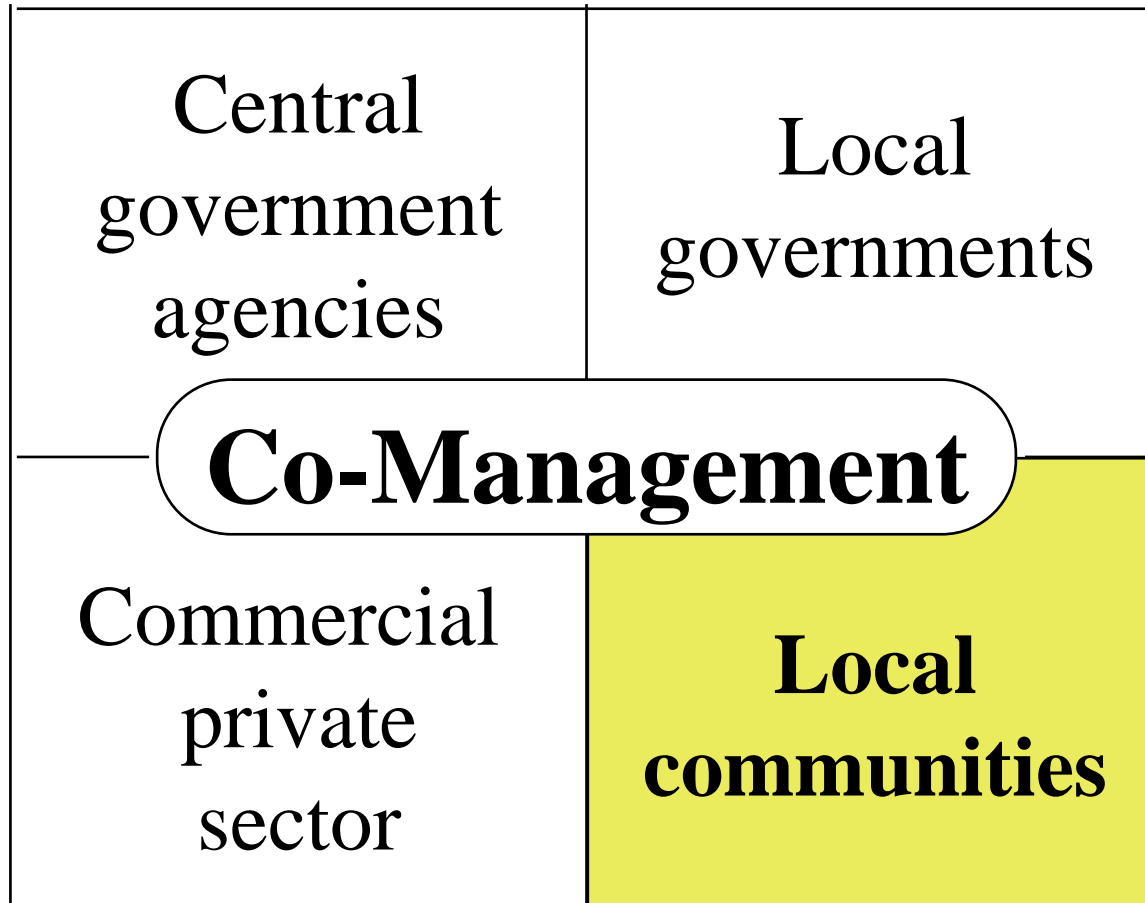 Central
government
agencies
Local
governments
Co-Management
Commercial
private
sector
Local
communities